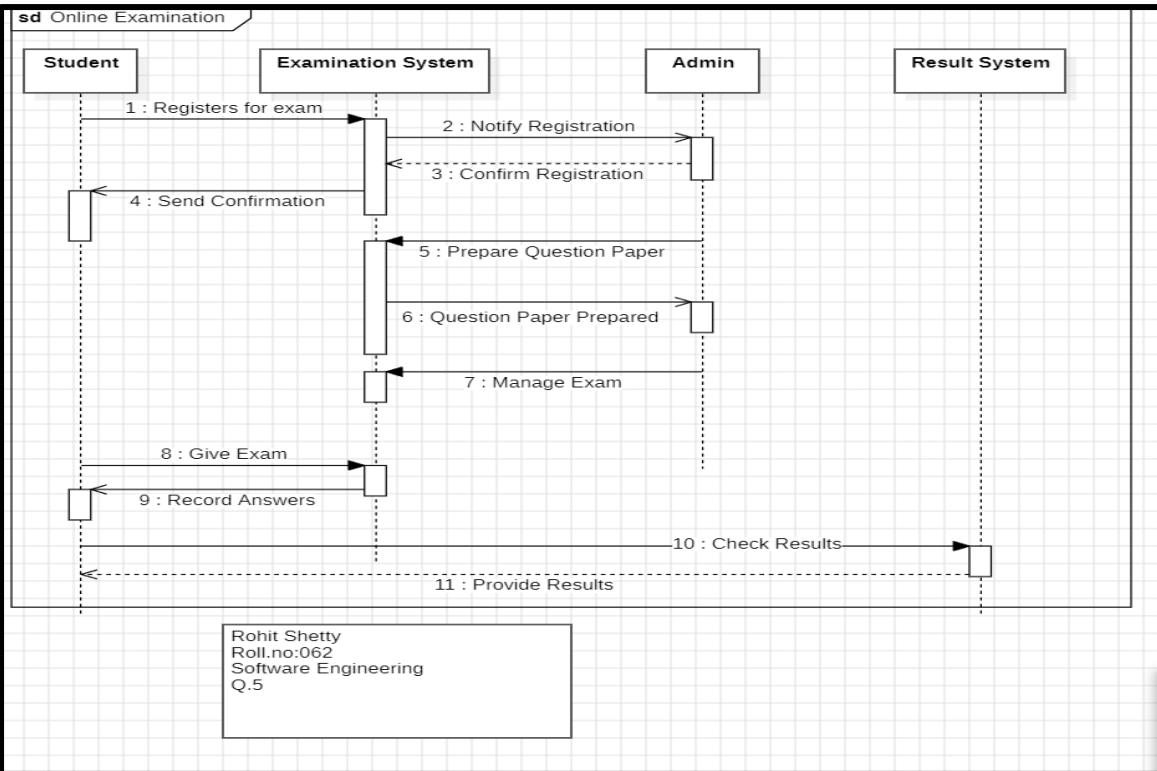 sd Online Examination
Student
Examination System
Admin
Result System
1 : Registers for exam
2 : Notify Registration
3 : Confirm Registration
4 : Send Confirmation
5 : Prepare Question Paper
6 : Question Paper Prepared
7 : Manage Exam
8 : Give Exam
9 : Record Answers
10 : Check Results
11 : Provide Results
Rohit Shetty
Roll.no:062
Software Engineering
Q.5